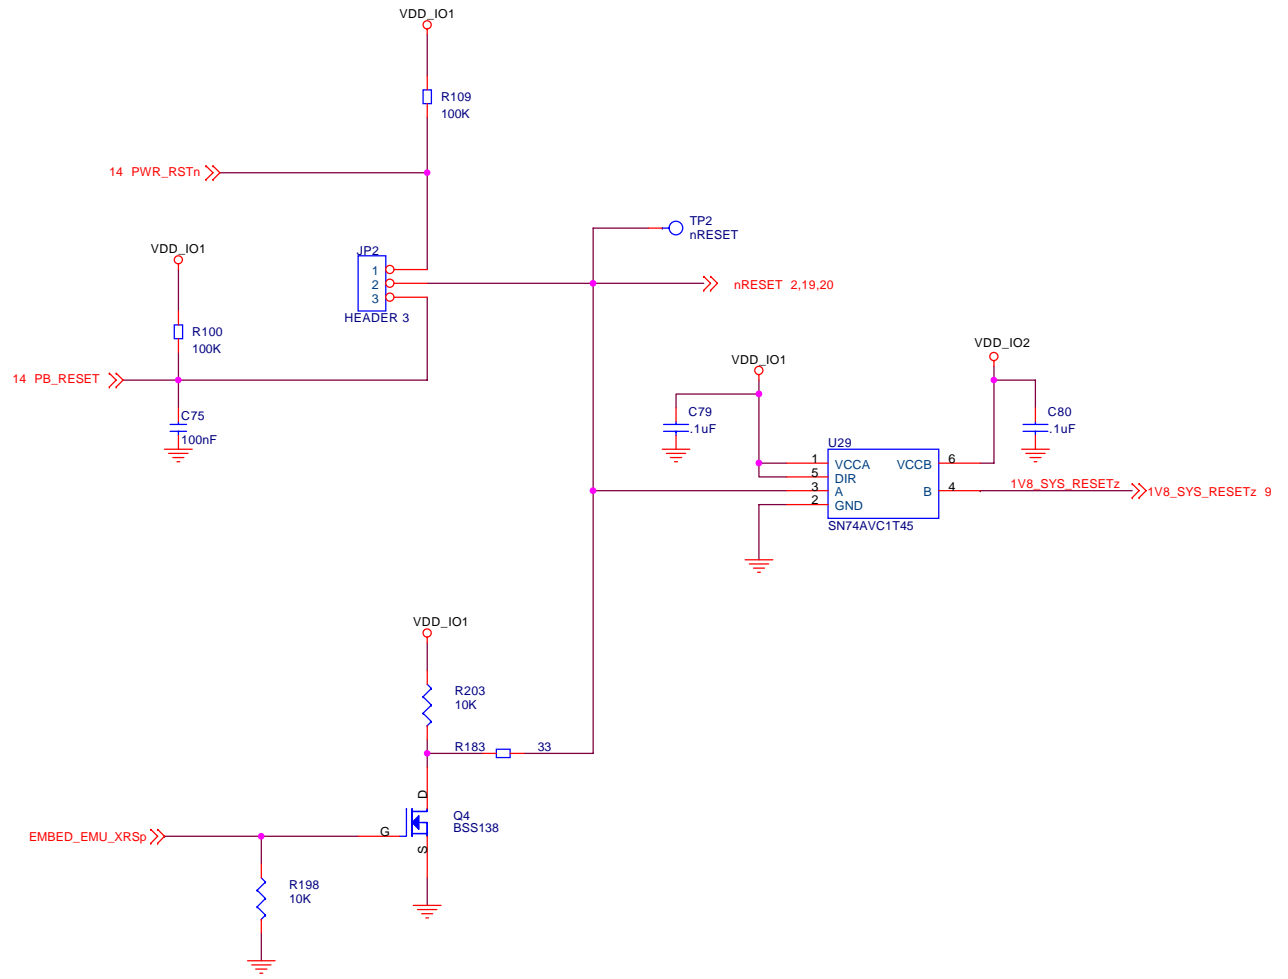 VDD_IO1
R109
100K
14 PWR_RSTn
TP2
nRESET
VDD_IO1
JP2
1
2
3
HEADER 3
nRESET 2,19,20
R100
100K
14 PB_RESET
C75
100nF
VDD_IO1
VDD_IO2
C79
.1uF
C80
.1uF
U29
1 VCCA VCCB 6
5 DIR
3 A B 4
2 GND
SN74AVC1T45
1V8_SYS_RESETz
1V8_SYS_RESETz 9
VDD_IO1
R203
10K
R183 33
D
Q4
BSS138
G
S
EMBED_EMU_XRSp
R198
10K